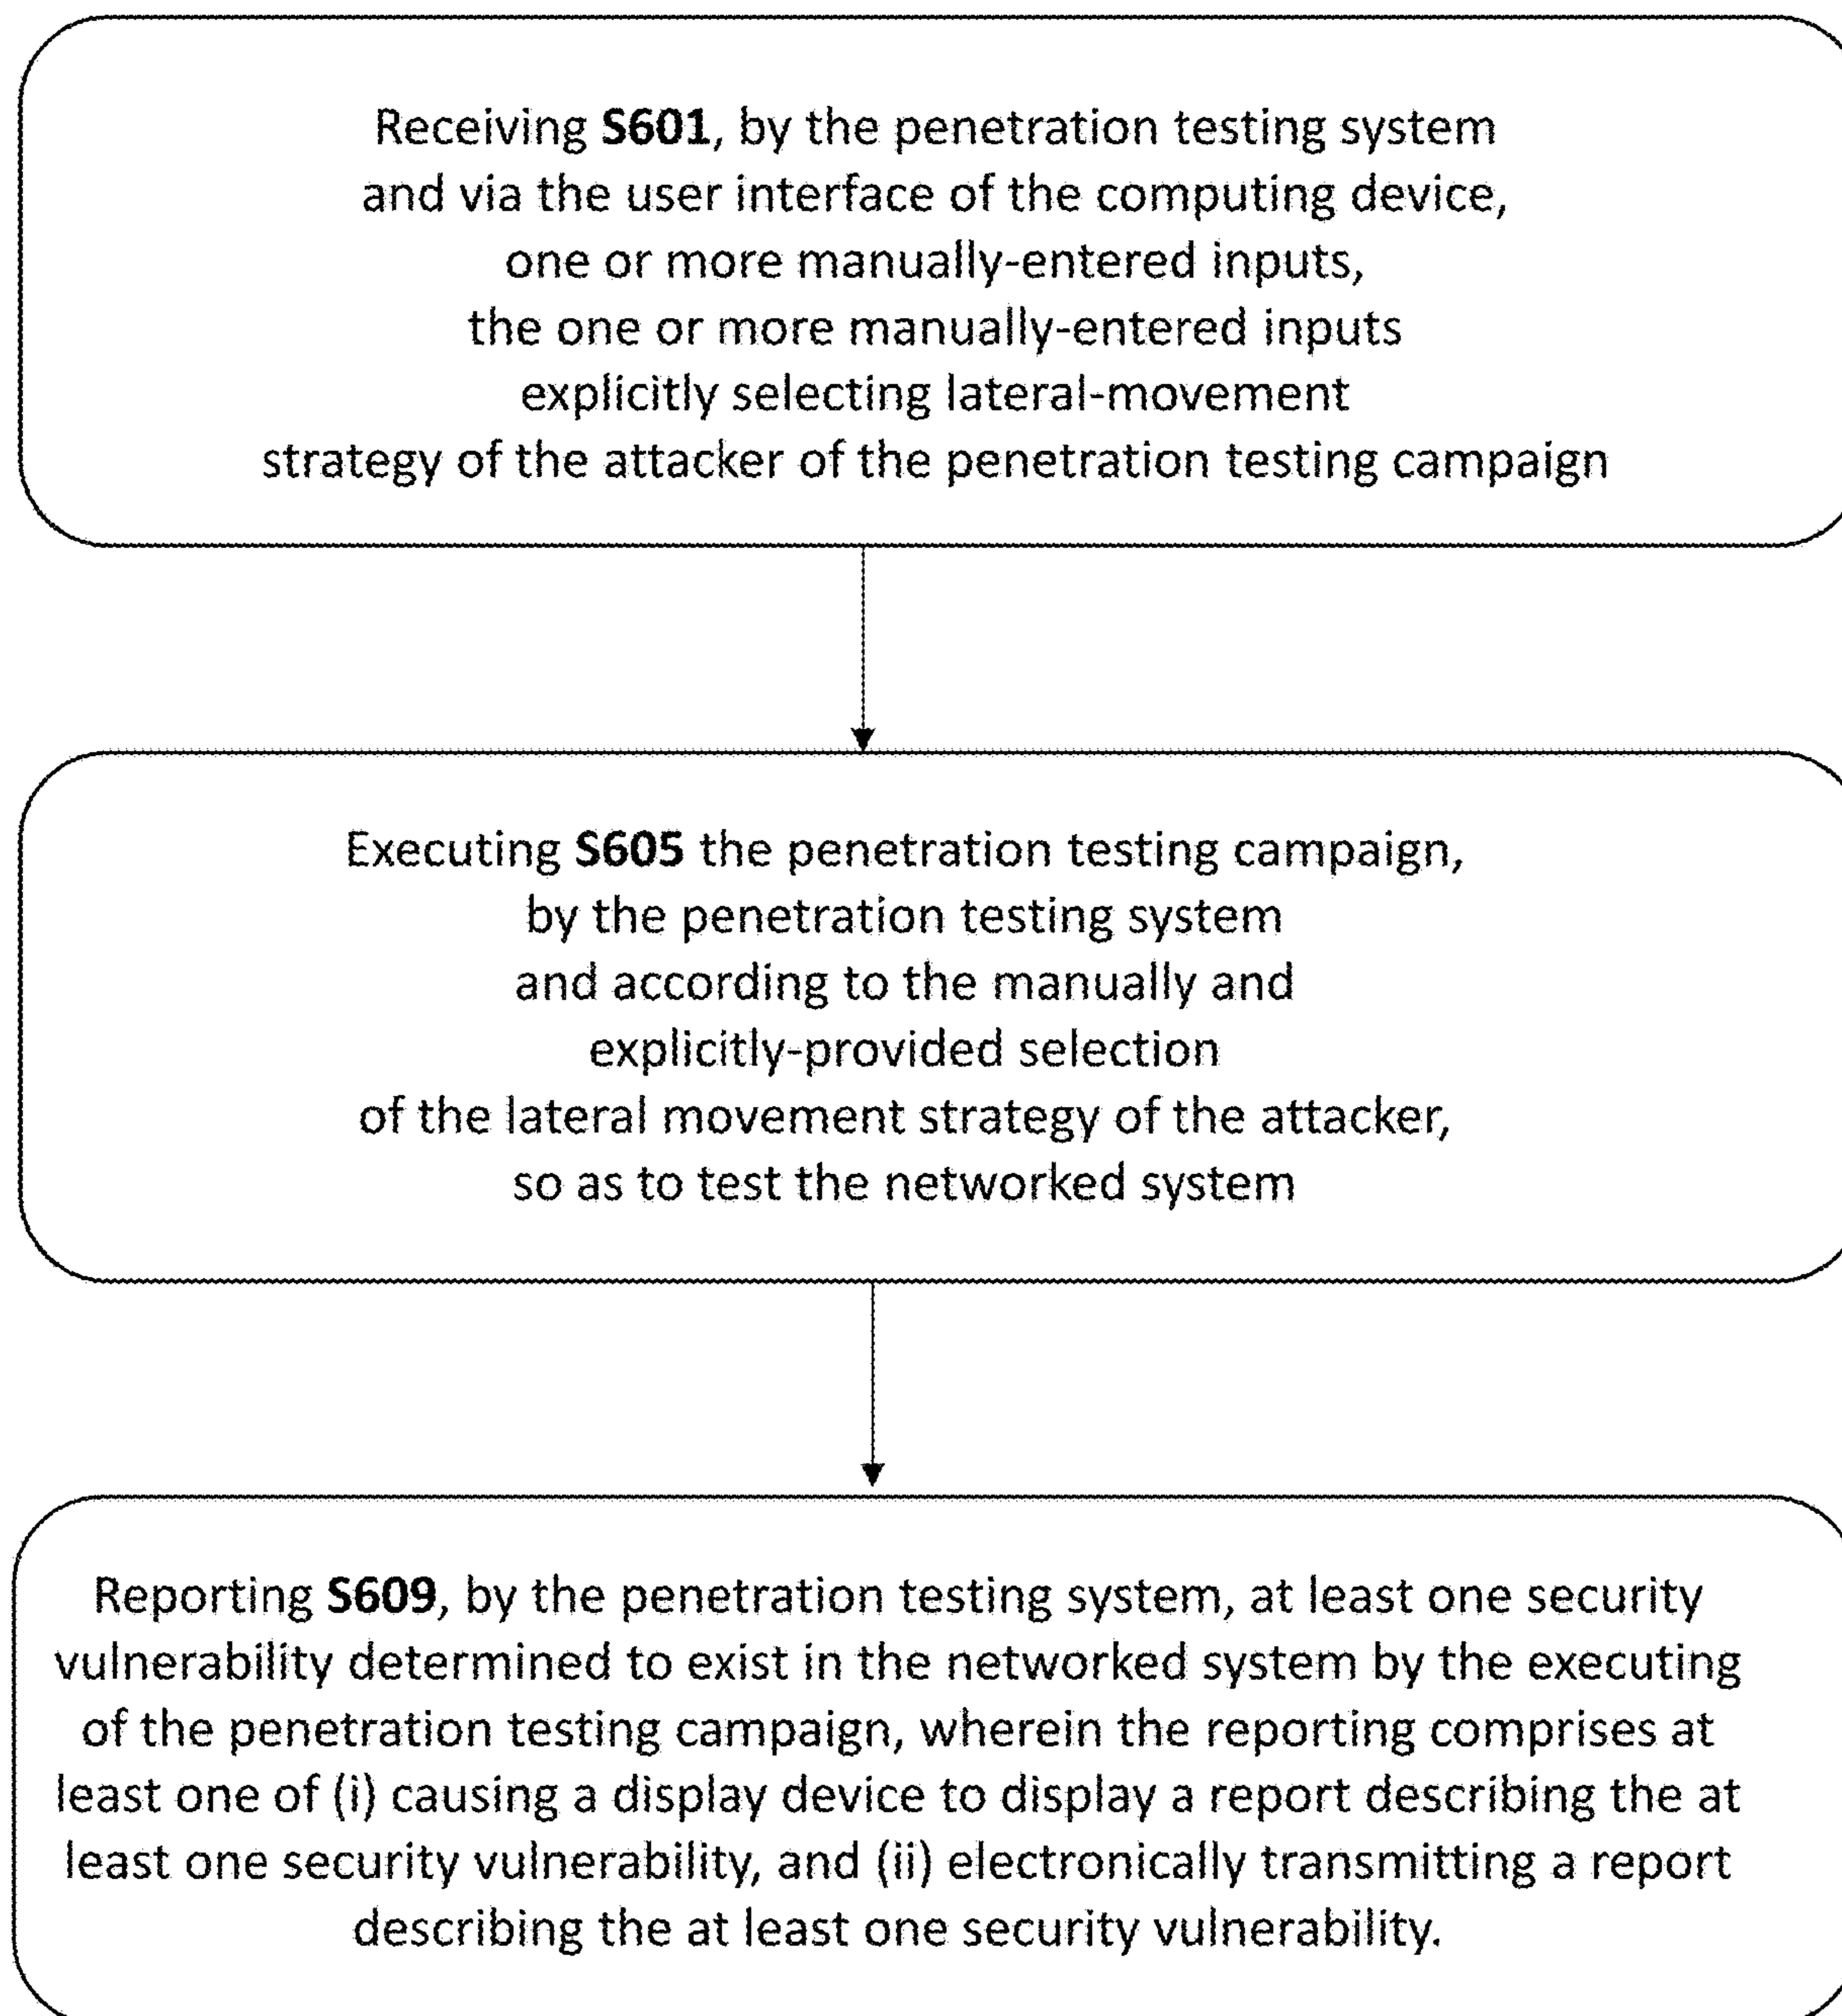 Receiving S601, by the penetration testing system
and via the user interface of the computing device,
one or more manually-entered inputs,
the one or more manually-entered inputs
explicitly selecting lateral-movement
strategy of the attacker of the penetration testing campaign
Executing S605 the penetration testing campaign,
by the penetration testing system
and according to the manually and
explicitly-provided selection
of the lateral movement strategy of the attacker,
so as to test the networked system
Reporting S609, by the penetration testing system, at least one security
vulnerability determined to exist in the networked system by the executing
of the penetration testing campaign, wherein the reporting comprises at
least one of (i) causing a display device to display a report describing the at
least one security vulnerability, and (ii) electronically transmitting a report
describing the at least one security vulnerability.